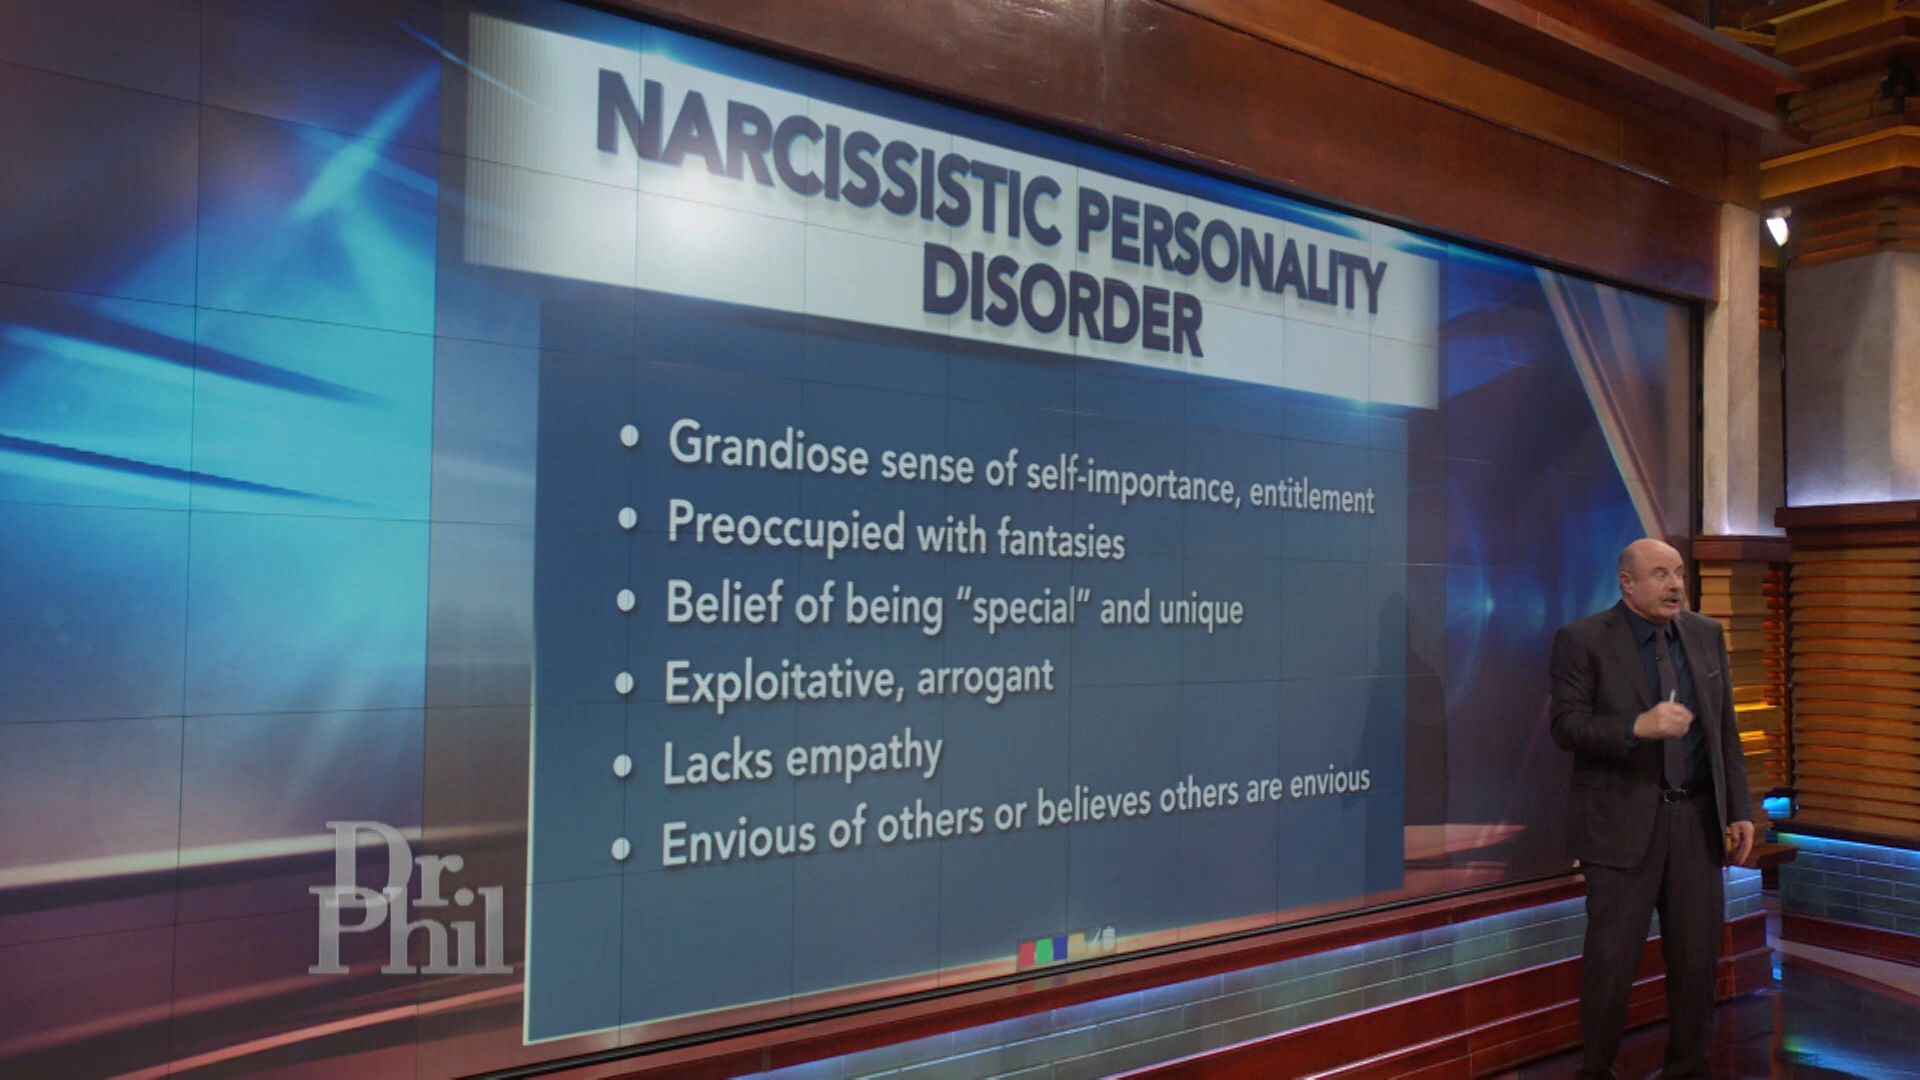 NARCISSISTIC PERSONALITY
DISORDER
• Grandiose sense of self-importance, entitlement
• Preoccupied with fantasies
• Belief of being “special” and unique
• Exploitative, arrogant
• Lacks empathy
• Envious of others or believes others are envious
Dr.
Phil